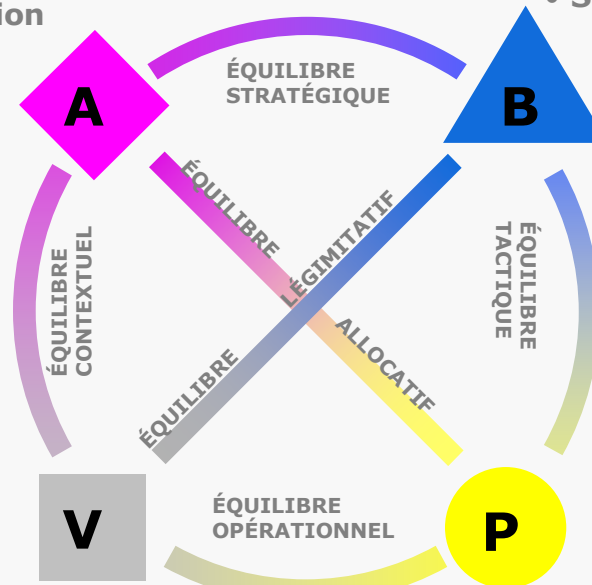 ion
A
B
ÉQUILIBRE
STRATÉGIQUE
ÉQUILIBRE
LÉGIMITATIF
ÉQUILIBRE
CONTEXTUEL
ÉQUILIBRE
TACTIQUE
ÉQUILIBRE
ALLOCATIF
V
ÉQUILIBRE
OPÉRATIONNEL
P